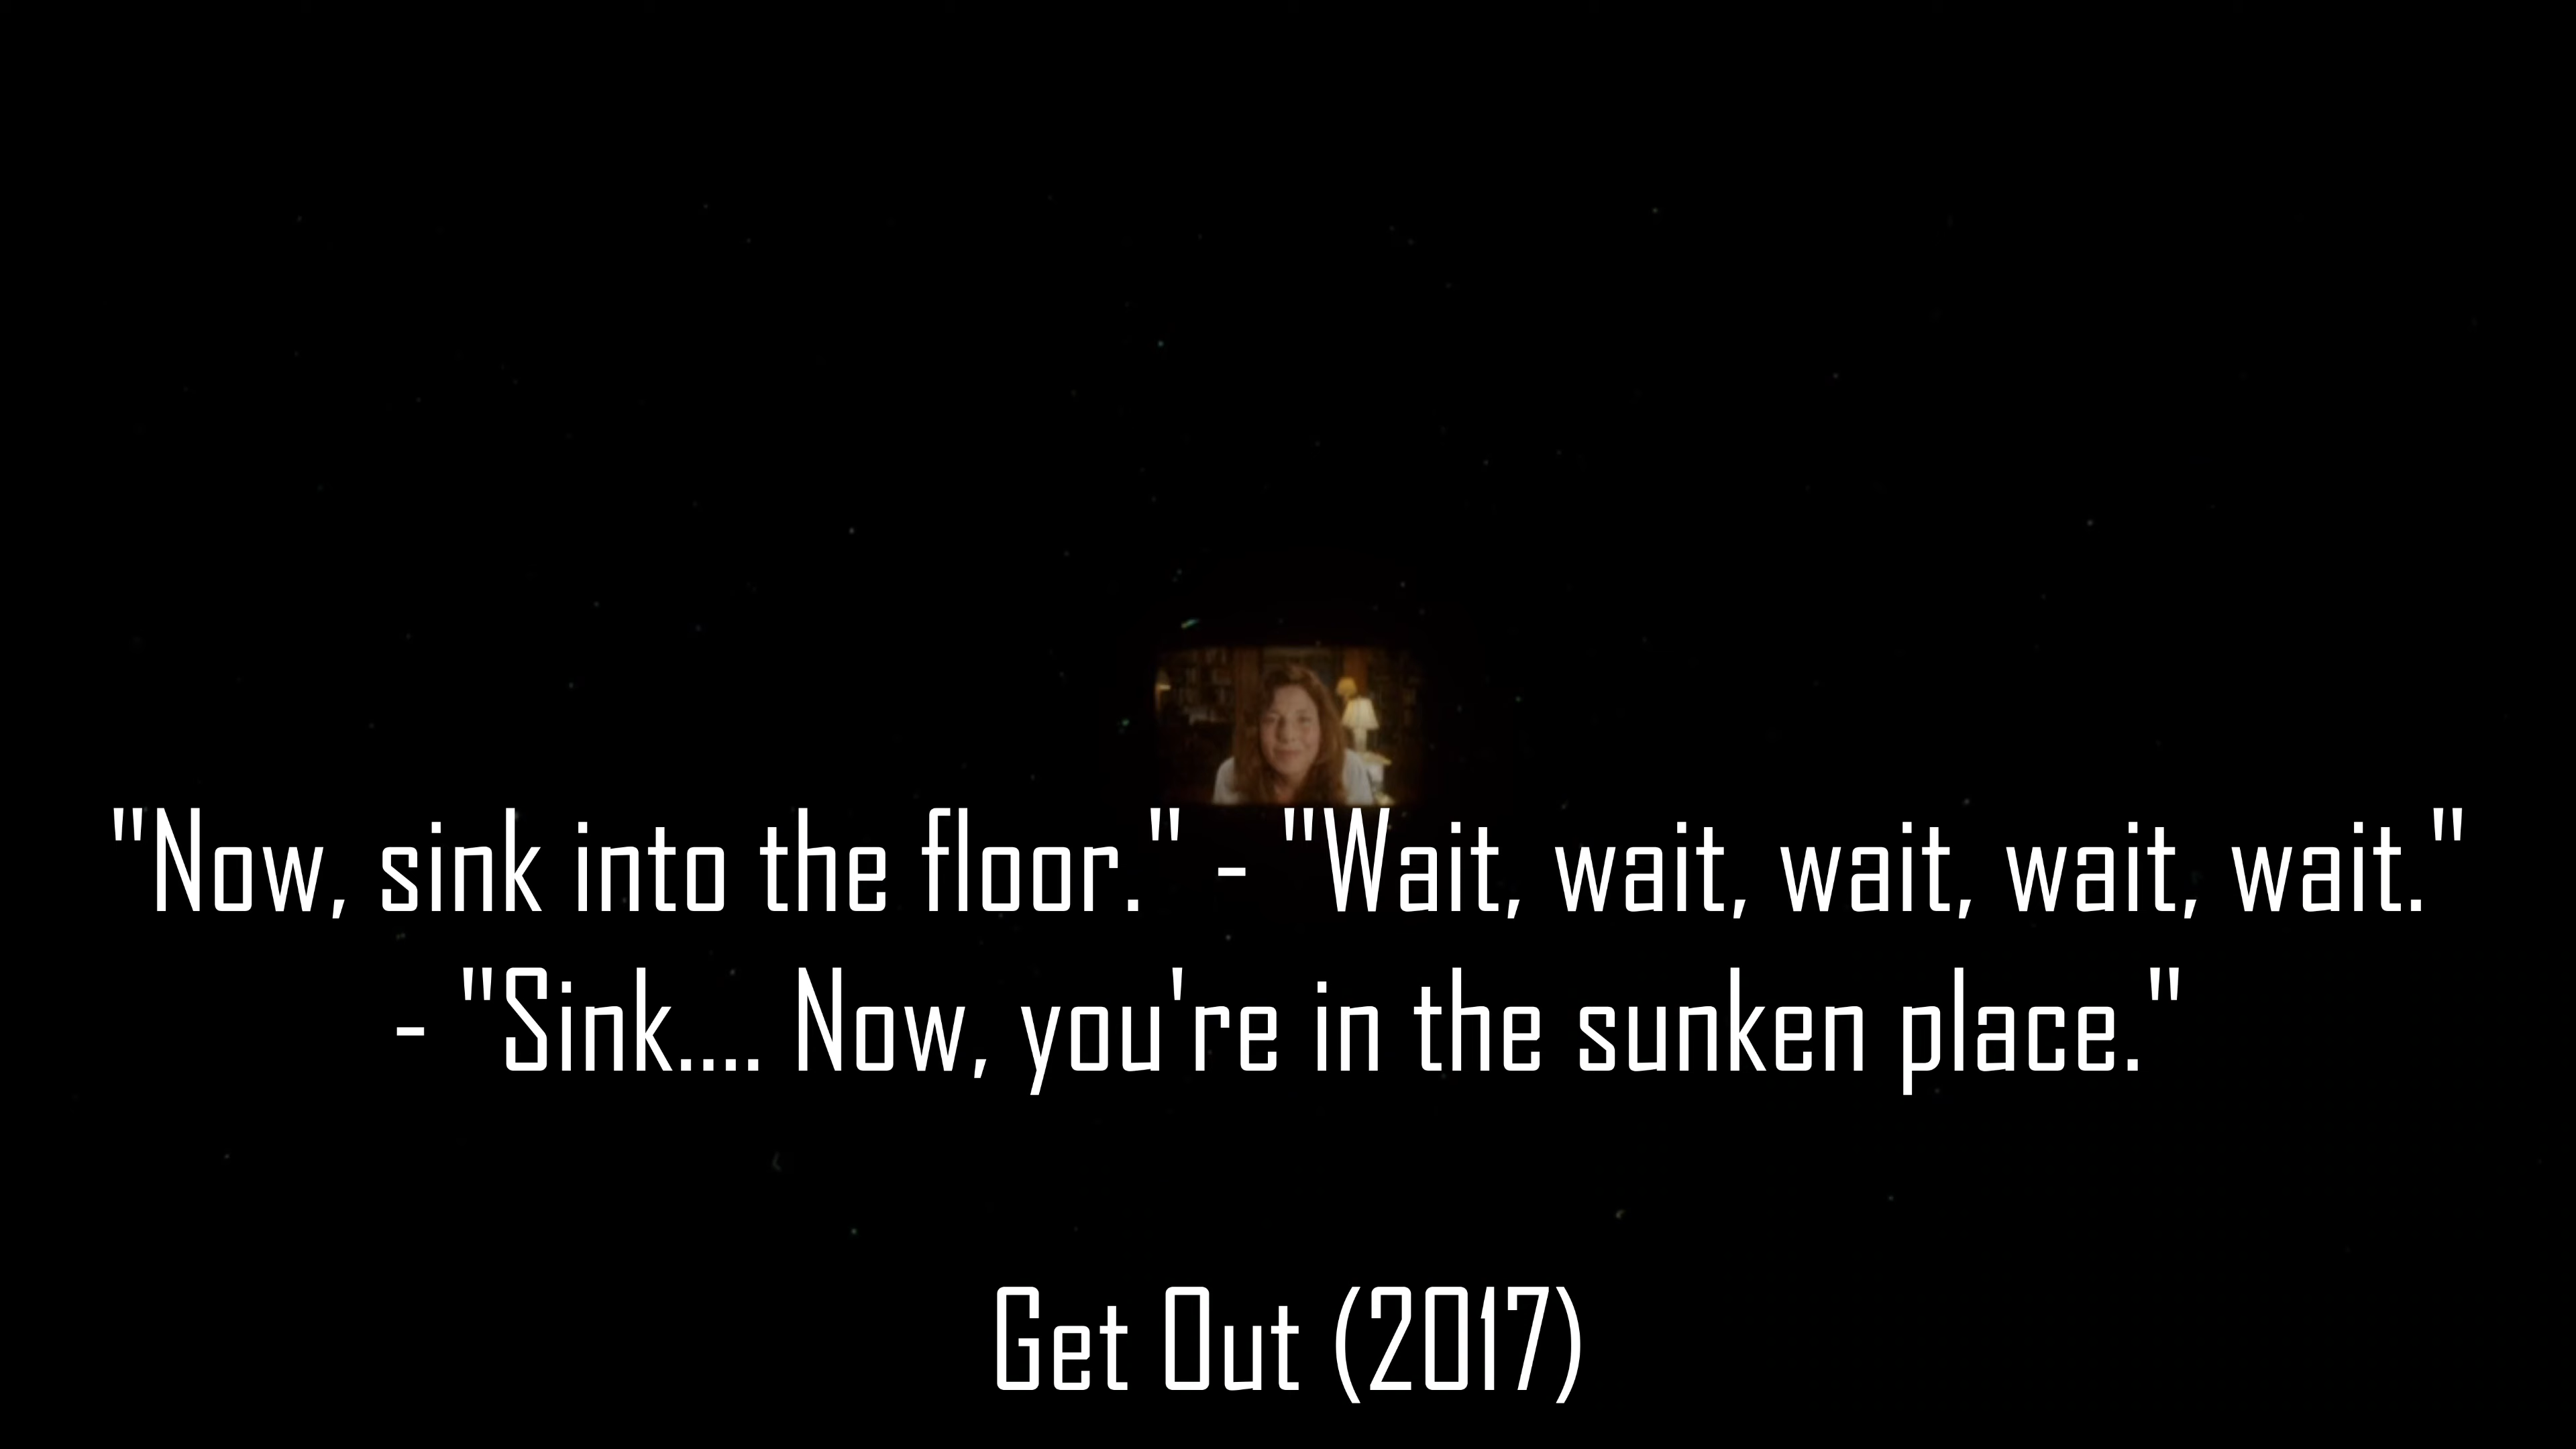 "Now, sink into the floor." - "Wait, wait, wait, wait, wait."
- "Sink.... Now, you're in the sunken place."
Get Out (2017)